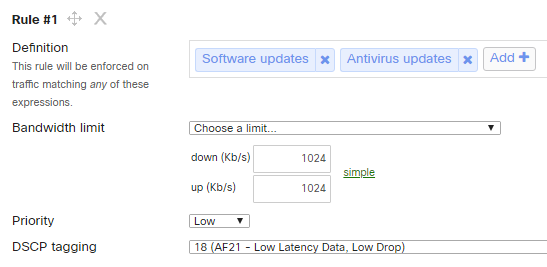 Rule #1
Definition
This rule will be enforced on
traffic matching any of these
expressions.
Software updates × Antivirus updates × Add +
Bandwidth limit
Choose a limit...
down (Kb/s) 1024
up (Kb/s) 1024
simple
Priority
Low
DSCP tagging
18 (AF21 - Low Latency Data, Low Drop)